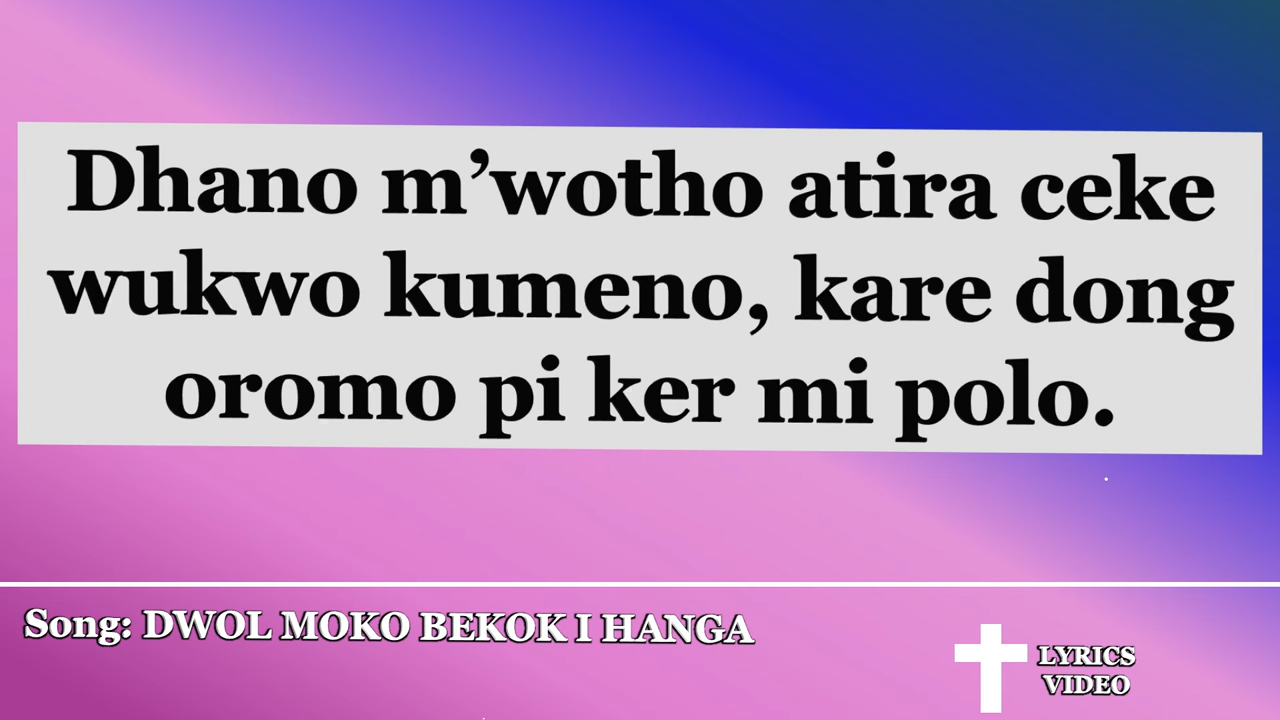 Dhano m’wotho atira ceke
wukwo kumeno, kare dong
oromo pi ker mi polo.
Song: DWOL MOKO BEKOK I HANGA
LYRICS
VIDEO